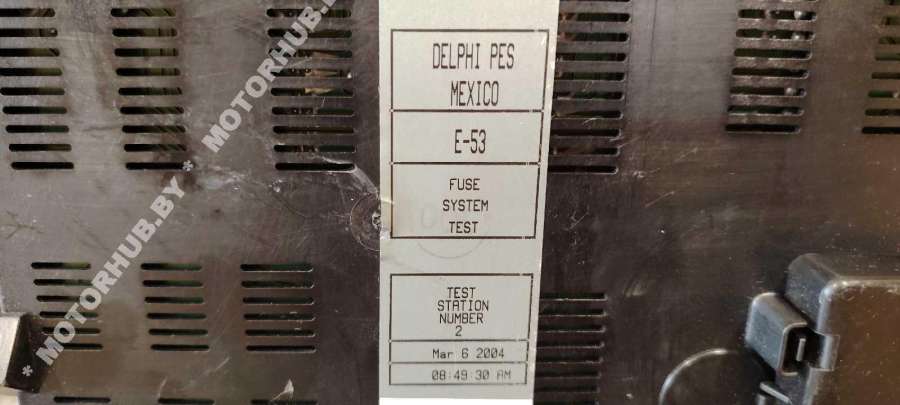 DELPHI PES
MEXICO
E-53
FUSE
SYSTEM
TEST
TEST
STATION
NUMBER
2
Mar 6 2004
08:49:30 AM
* MOTORHUB.BY * MOTORHUB.BY